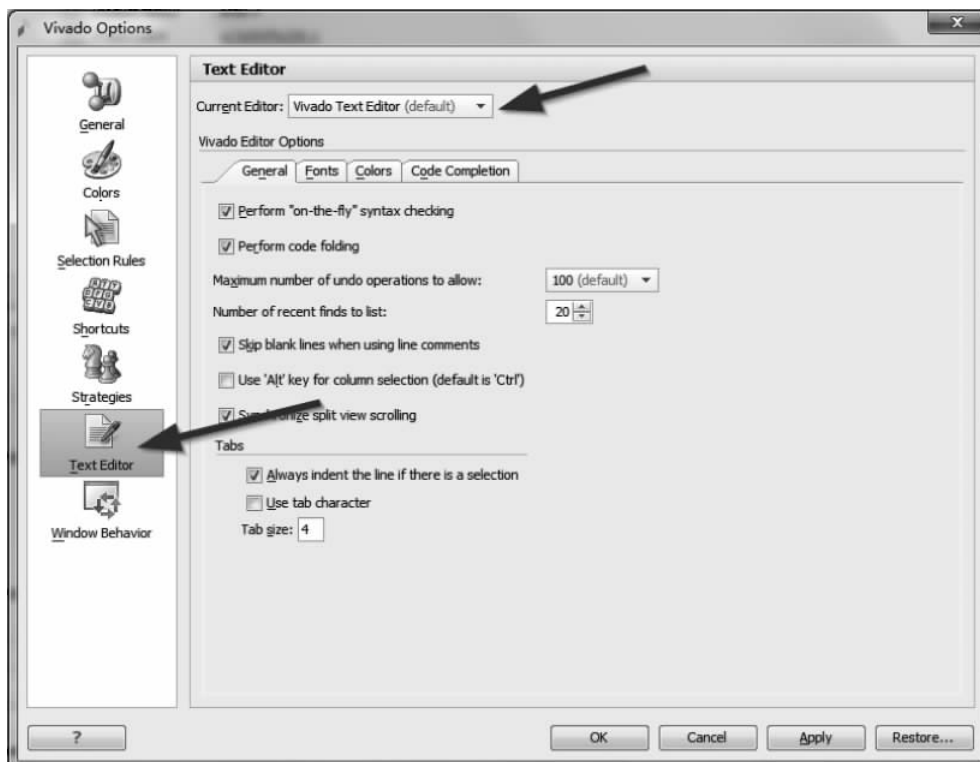 Vivado Options
X
General
Colors
Selection Rules
Shortcuts
Strategies
Text Editor
Window Behavior
Text Editor
Current Editor: Vivado Text Editor (default)
Vivado Editor Options
General Fonts Colors Code Completion
Perform "on-the-fly" syntax checking
Perform code folding
Maximum number of undo operations to allow: 100 (default)
Number of recent finds to list: 20
Skip blank lines when using line comments
Use 'Alt' key for column selection (default is 'Ctrl')
Synchronize split view scrolling
Tabs
Always indent the line if there is a selection
Use tab character
Tab size: 4
? OK Cancel Apply Restore...